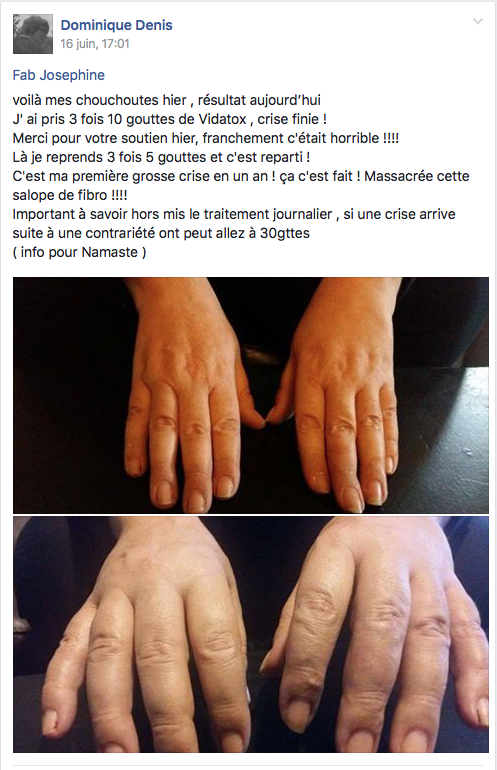 Dominique Denis
16 juin, 17:01
Fab Josephine
voilà mes chouchoutes hier , résultat aujourd’hui
J' ai pris 3 fois 10 gouttes de Vidatox , crise finie !
Merci pour votre soutien hier, franchement c'était horrible !!!!
Là je reprends 3 fois 5 gouttes et c'est reparti !
C'est ma première grosse crise en un an ! ça c'est fait ! Massacrée cette
salope de fibro !!!!
Important à savoir hors mis le traitement journalier , si une crise arrive
suite à une contrariété ont peut allez à 30gttes
( info pour Namaste )